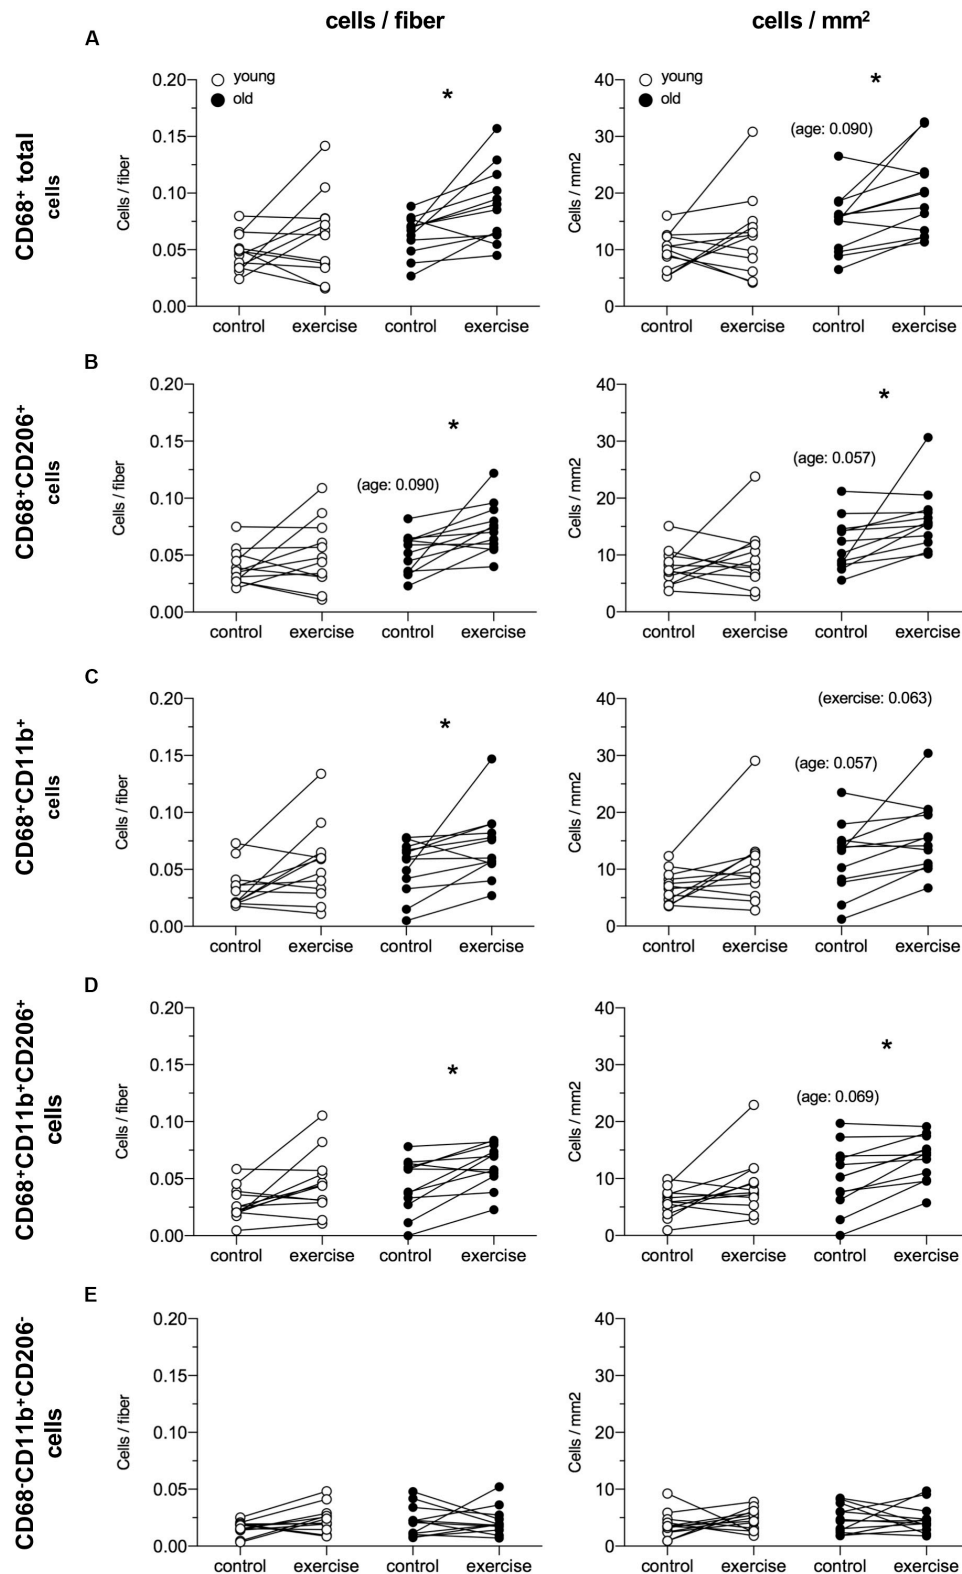 cells / fiber
cells / mm²
A
CD68⁺ total
cells
0.20
0.15
0.10
0.05
0.00
Cells / fiber
young
old
*
control
exercise
control
exercise
40
30
20
10
0
Cells / mm2
young
old
*
(age: 0.090)
control
exercise
control
exercise
B
CD68⁺CD206⁺
cells
0.20
0.15
0.10
0.05
0.00
Cells / fiber
*
(age: 0.090)
control
exercise
control
exercise
40
30
20
10
0
Cells / mm2
*
(age: 0.057)
control
exercise
control
exercise
C
CD68⁺CD11b⁺
cells
0.20
0.15
0.10
0.05
0.00
Cells / fiber
*
control
exercise
control
exercise
40
30
20
10
0
Cells / mm2
(exercise: 0.063)
(age: 0.057)
control
exercise
control
exercise
D
CD68⁺CD11b⁺CD206⁺
cells
0.20
0.15
0.10
0.05
0.00
Cells / fiber
*
control
exercise
control
exercise
40
30
20
10
0
Cells / mm2
*
(age: 0.069)
control
exercise
control
exercise
E
CD68⁻CD11b⁺CD206⁻
cells
0.20
0.15
0.10
0.05
0.00
Cells / fiber
control
exercise
control
exercise
40
30
20
10
0
Cells / mm2
control
exercise
control
exercise